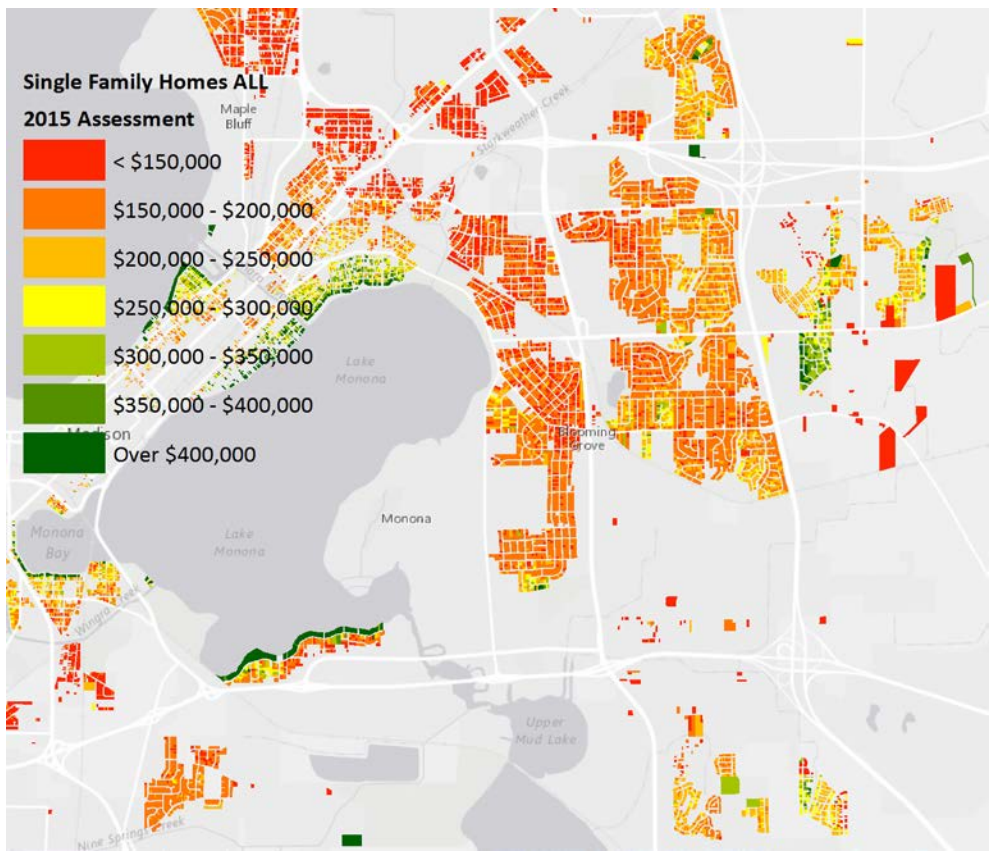 Single Family Homes ALL
2015 Assessment
Maple
Bluff
< $150,000
Starkweather Creek
$150,000 - $200,000
$200,000 - $250,000
$250,000 - $300,000
$300,000 - $350,000
$350,000 - $400,000
Over $400,000
Lake
Monona
Madison
Blooming
Grove
Monona
Monona
Bay
Lake
Monona
Wingra Creek
Upper
Mud Lake
Nine Springs Creek